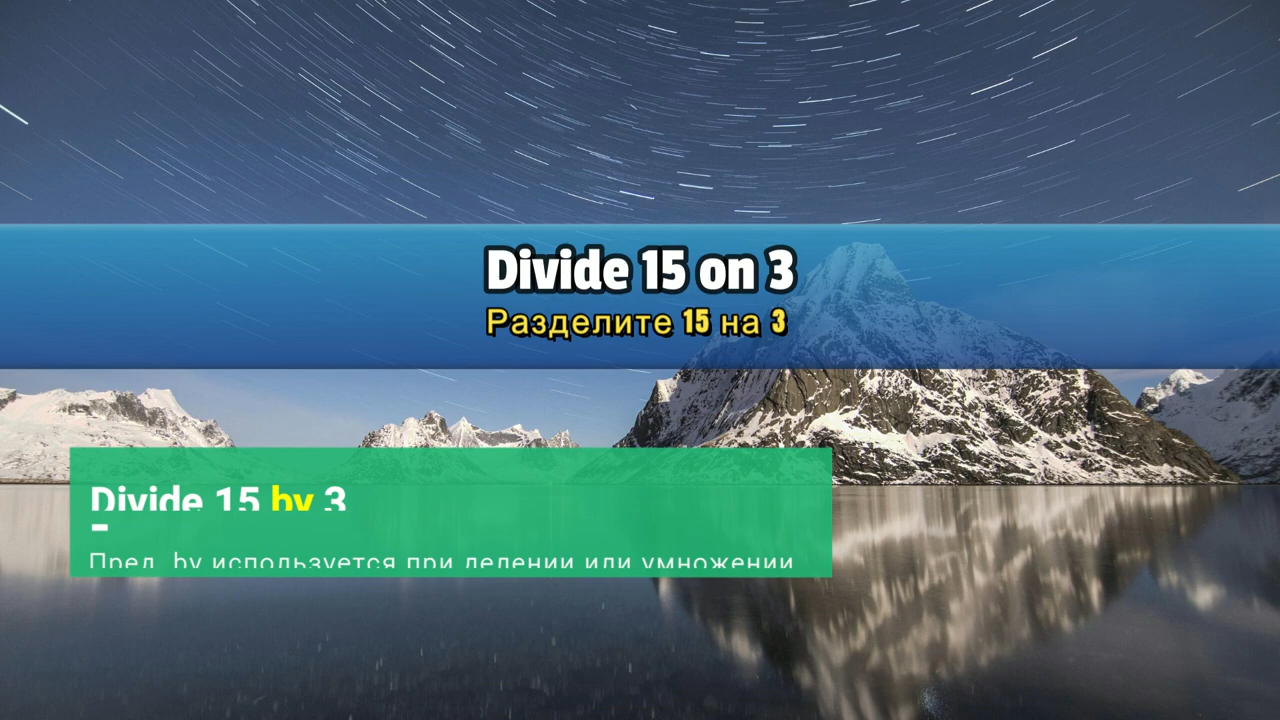 Divide 15 on 3
Разделите 15 на 3
Divide 15 by 3
Пред. by используется при делении или умножении